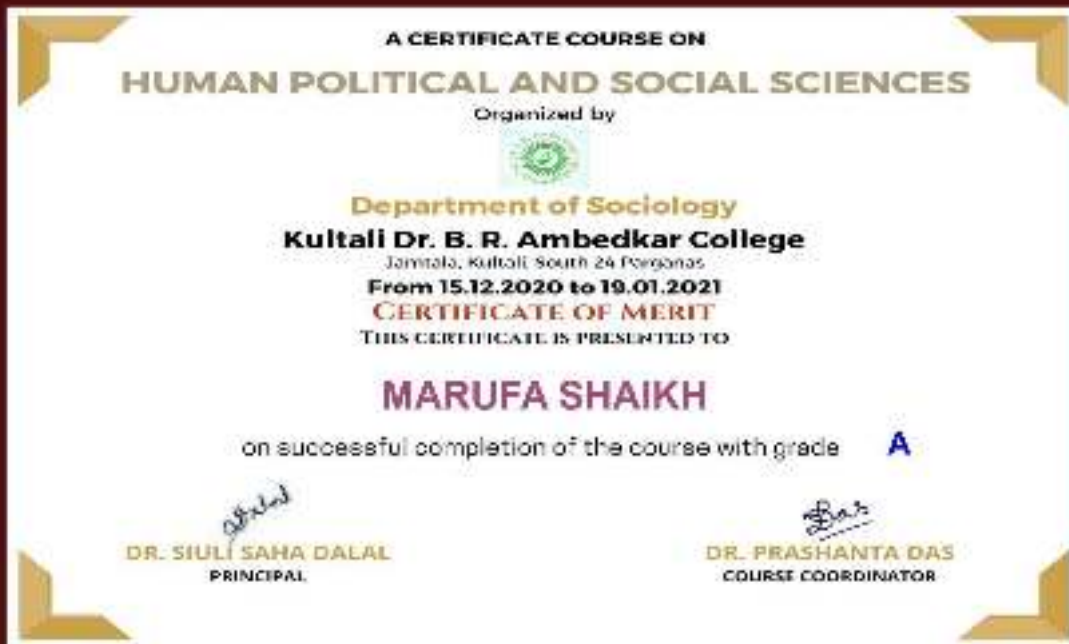 A CERTIFICATE COURSE ON
HUMAN POLITICAL AND SOCIAL SCIENCES
Organized by
Department of Sociology
Kultali Dr. B. R. Ambedkar College
Jamtala, Kultali, South 24 Parganas
From 15.12.2020 to 19.01.2021
CERTIFICATE OF MERIT
THIS CERTIFICATE IS PRESENTED TO
MARUFA SHAIKH
on successful completion of the course with grade A
Das
DR. SIULI SAHA DALAL
DR. PRASHANTA DAS
PRINCIPAL
COURSE COORDINATOR